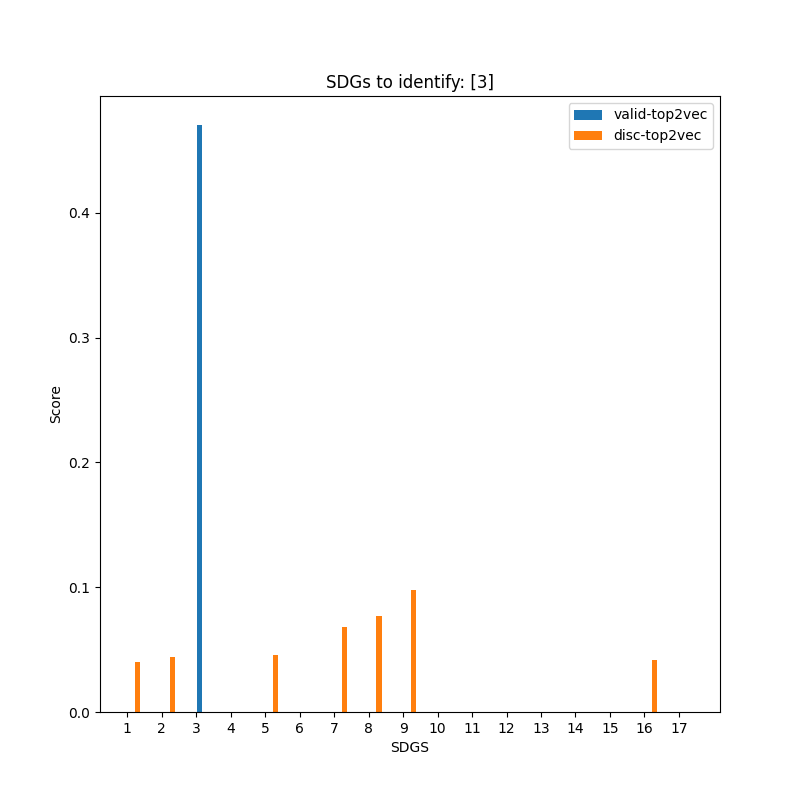 SDGs to identify: [3]
valid-top2vec
disc-top2vec
Score
0.4
0.3
0.2
0.1
0.0
1 2 3 4 5 6 7 8 9 10 11 12 13 14 15 16 17
SDGS